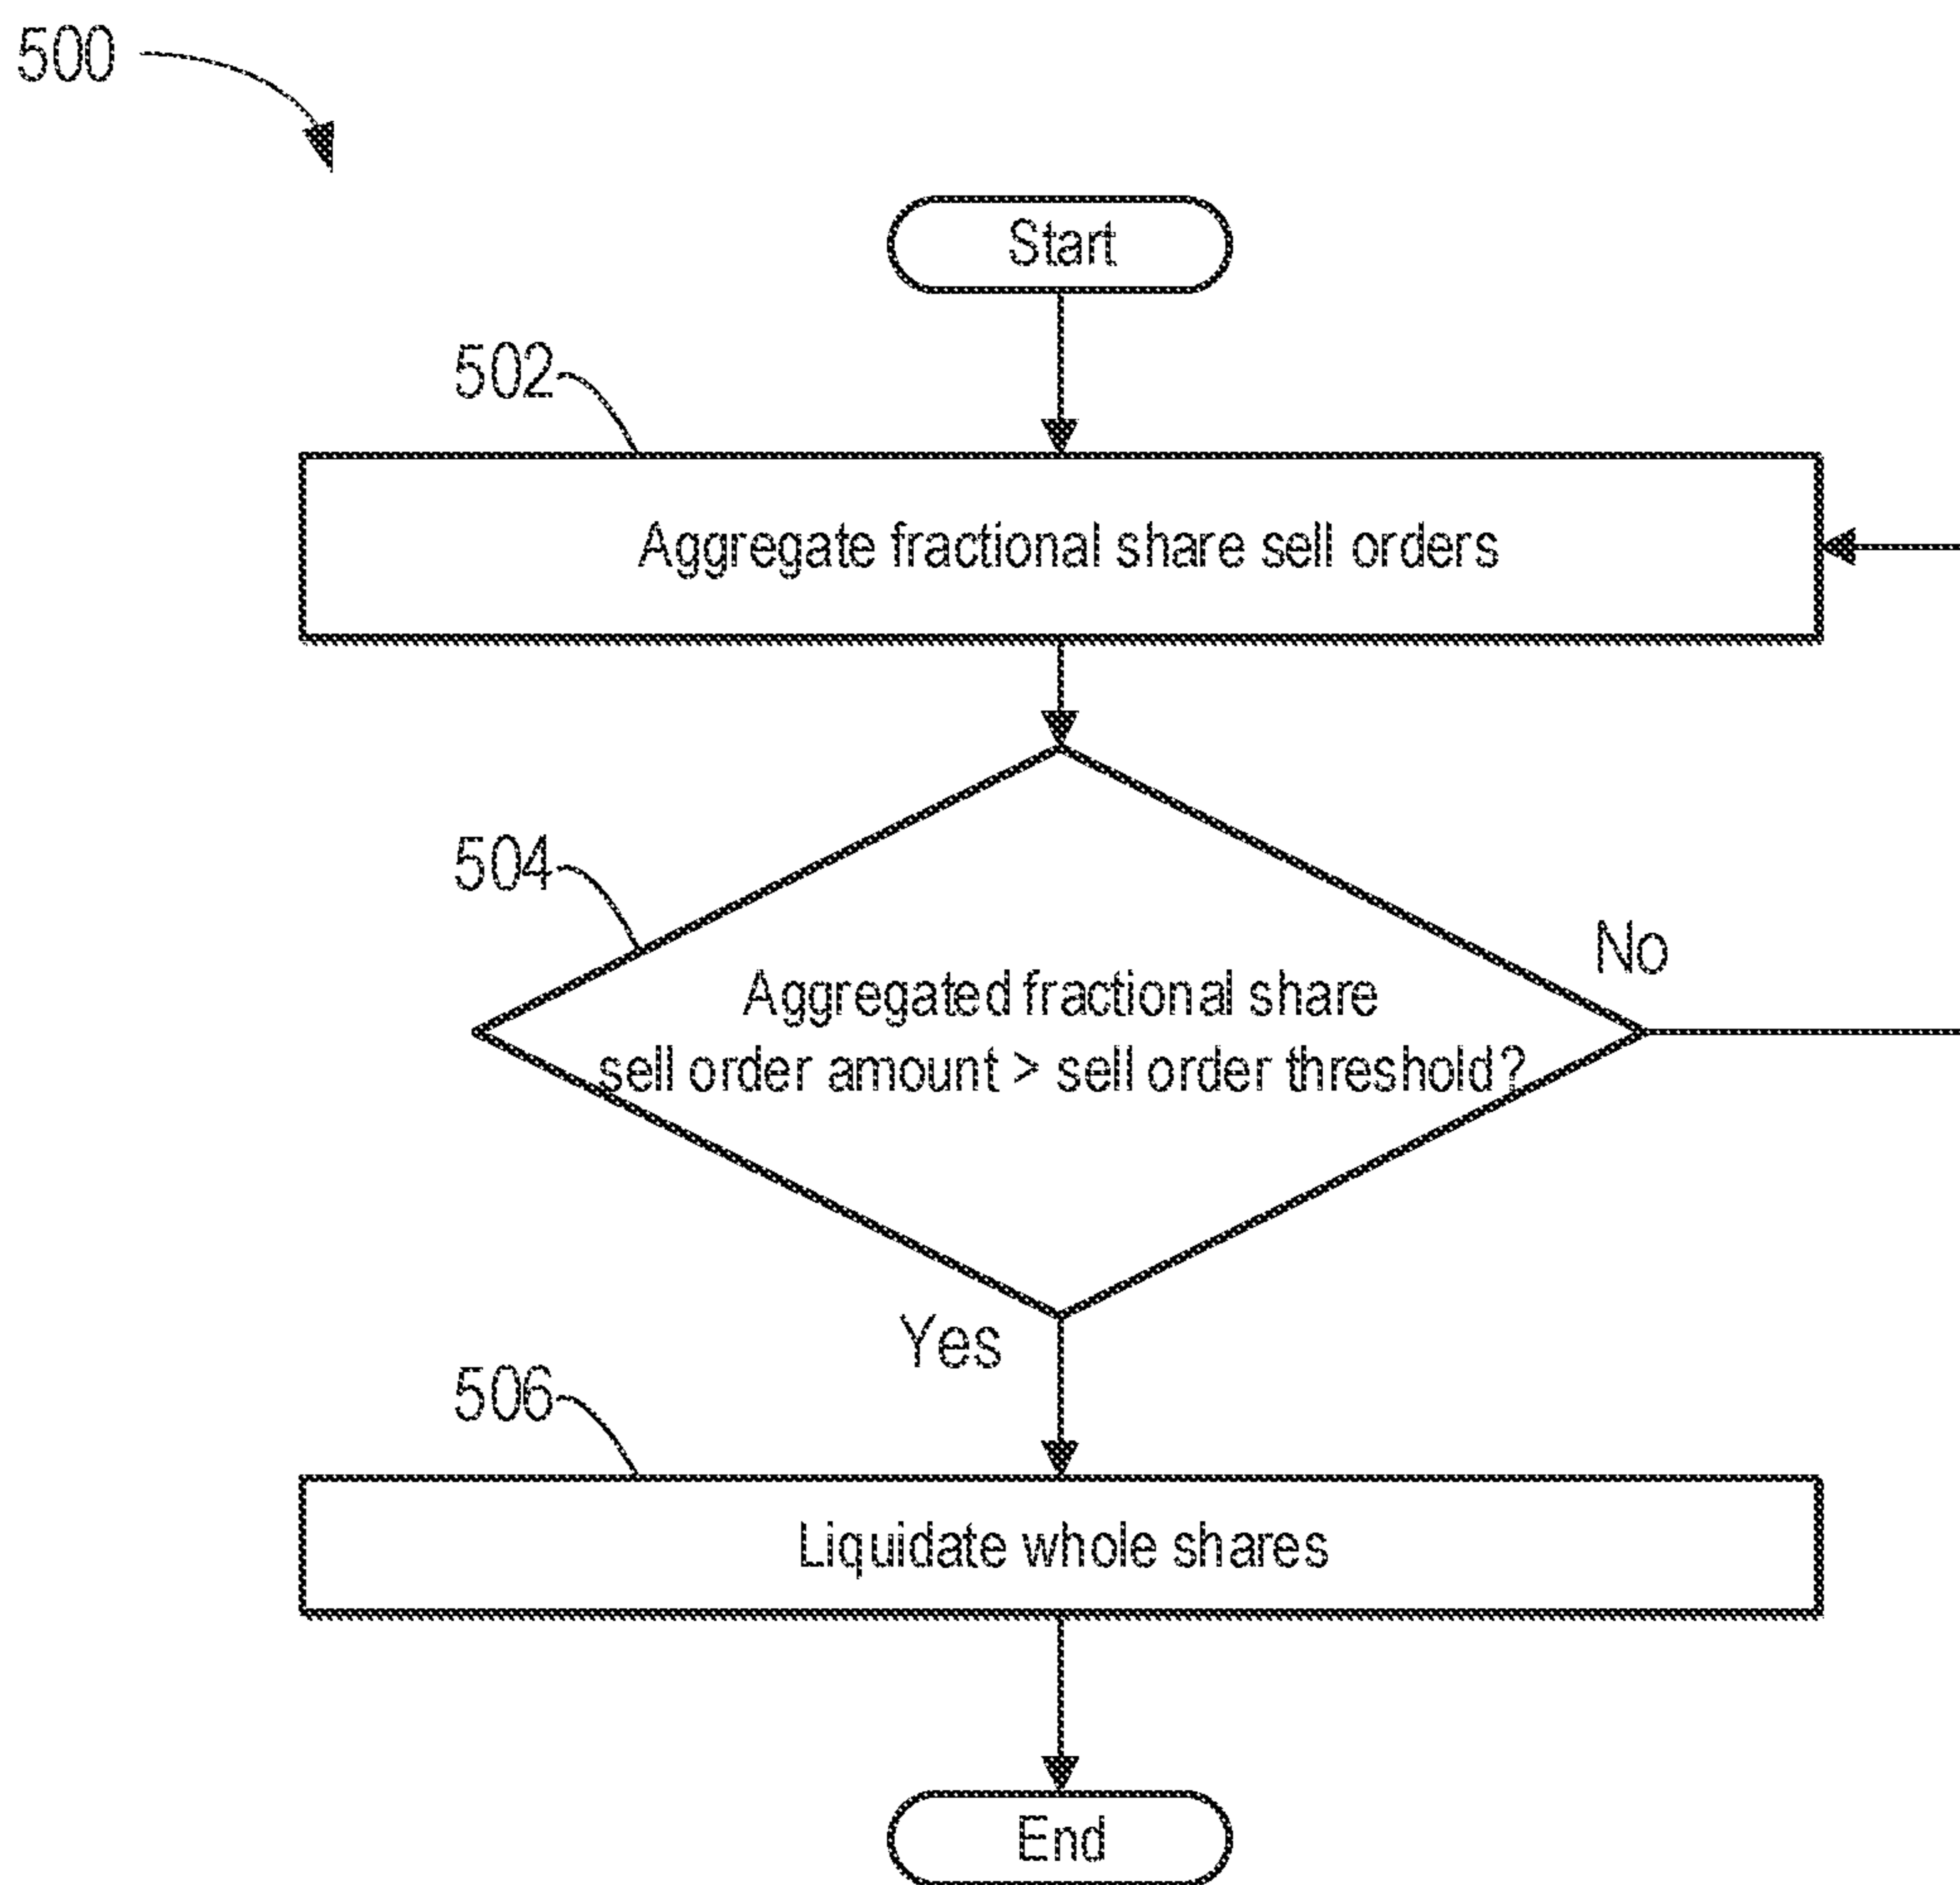 500
Start
502
Aggregate fractional share sell orders
504
No
Aggregated fractional share
sell order amount > sell order threshold?
Yes
506
Liquidate whole shares
End